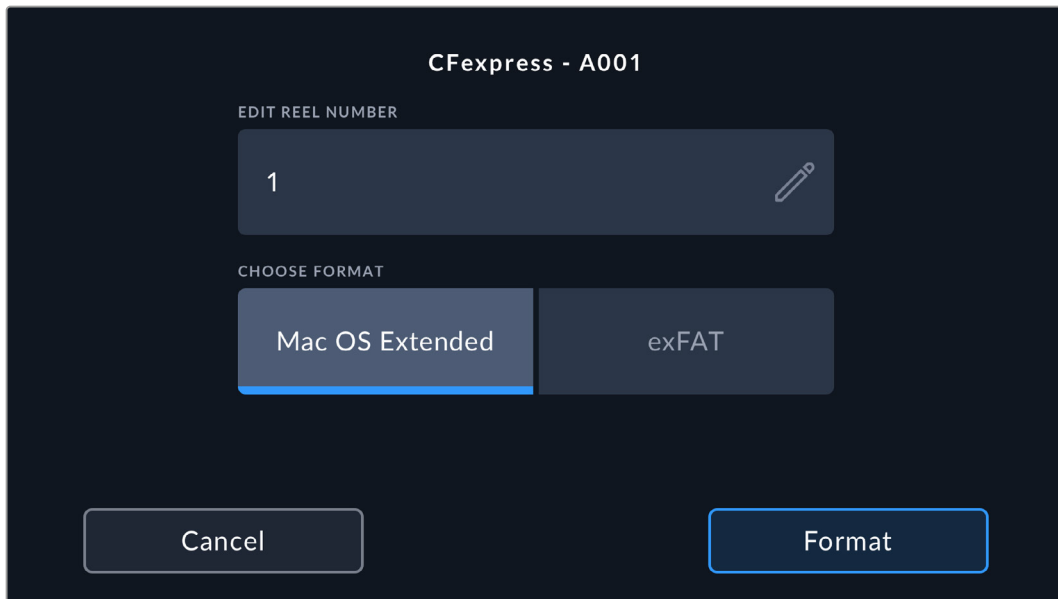 CFexpress - A001
EDIT REEL NUMBER
1
CHOOSE FORMAT
Mac OS Extended exFAT
Cancel Format